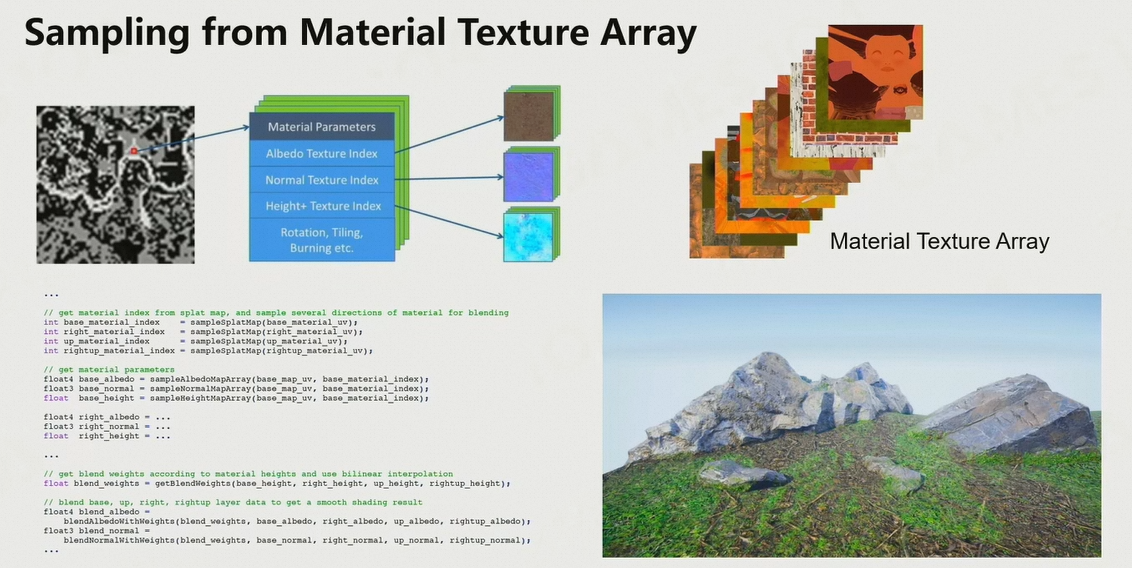 Sampling from Material Texture Array
Material Parameters
Albedo Texture Index
Normal Texture Index
Height+ Texture Index
Rotation, Tiling,
Burning etc.
Material Texture Array
...
// get material index from splat map, and sample several directions of material for blending
int base_material_index = sampleSplatMap(base_material_uv);
int right_material_index = sampleSplatMap(right_material_uv);
int up_material_index = sampleSplatMap(up_material_uv);
int rightup_material_index = sampleSplatMap(rightup_material_uv);
// get material parameters
float4 base_albedo = sampleAlbedoMapArray(base_map_uv, base_material_index);
float3 base_normal = sampleNormalMapArray(base_map_uv, base_material_index);
float base_height = sampleHeightMapArray(base_map_uv, base_material_index);
float4 right_albedo = ...
float3 right_normal = ...
float right_height = ...
...
// get blend weights according to material heights and use bilinear interpolation
float blend_weights = getBlendWeights(base_height, right_height, up_height, rightup_height);
// blend base, up, right, rightup layer data to get a smooth shading result
float4 blend_albedo =
blendAlbedoWithWeights(blend_weights, base_albedo, right_albedo, up_albedo, rightup_albedo);
float3 blend_normal =
blendNormalWithWeights(blend_weights, base_normal, right_normal, up_normal, rightup_normal);
...